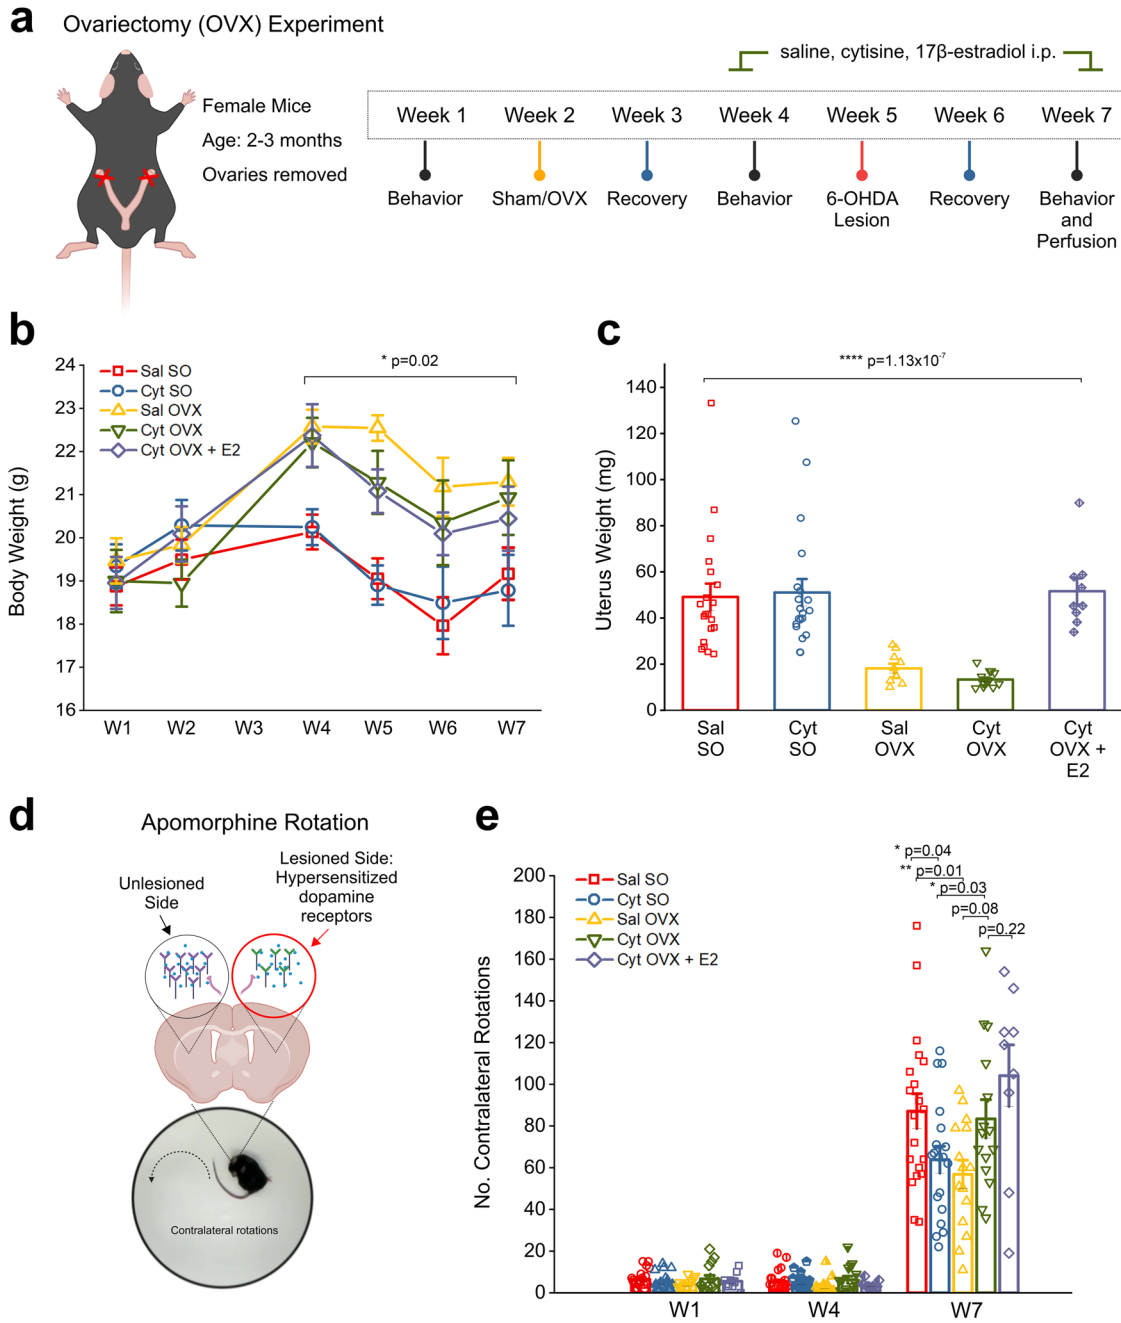 a Ovariectomy (OVX) Experiment
Female Mice
Age: 2-3 months
Ovaries removed
saline, cytisine, 17β-estradiol i.p.
Week 1 Week 2 Week 3 Week 4 Week 5 Week 6 Week 7
Behavior Sham/OVX Recovery Behavior 6-OHDA Recovery Behavior
Lesion and
Perfusion
b
* p=0.02
Sal SO
Cyt SO
Sal OVX
Cyt OVX
Cyt OVX + E2
Body Weight (g)
24
23
22
21
20
19
18
17
16
W1 W2 W3 W4 W5 W6 W7
c
**** p=1.13x10-7
Uterus Weight (mg)
140
120
100
80
60
40
20
0
Sal Cyt Sal Cyt Cyt
SO SO OVX OVX OVX +
E2
d
Apomorphine Rotation
Unlesioned
Side
Lesioned Side:
Hypersensitized
dopamine
receptors
Contralateral rotations
e
Sal SO
Cyt SO
Sal OVX
Cyt OVX
Cyt OVX + E2
* p=0.04
** p=0.01
* p=0.03
p=0.08
p=0.22
No. Contralateral Rotations
200
180
160
140
120
100
80
60
40
20
0
W1 W4 W7